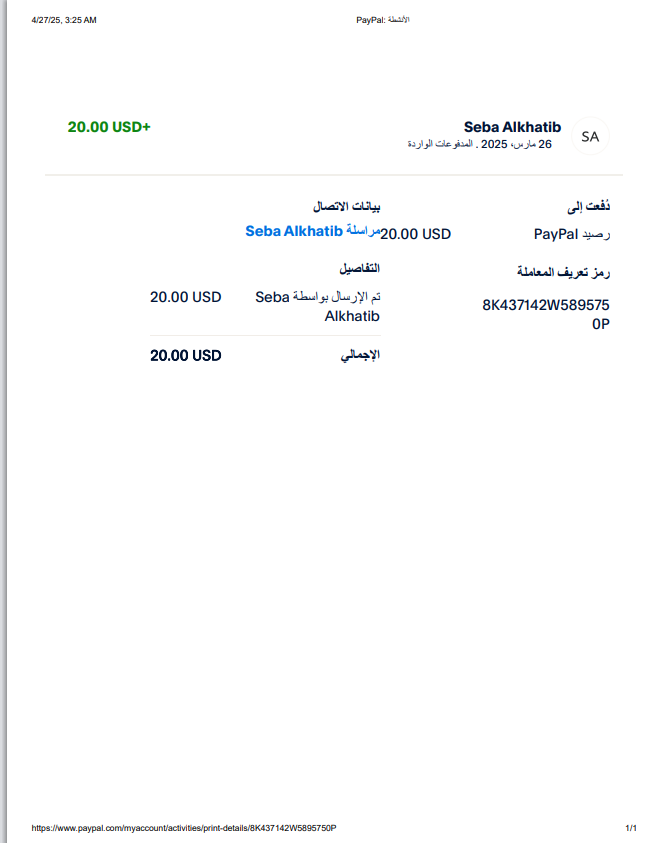 4/27/25, 3:25 AM
PayPal: الأنشطة
SA
Seba Alkhatib
20.00 USD+
26 مارس، 2025 . المدفوعات الواردة
دُفعت إلى
رصيد PayPal
20.00 USD
رمز تعريف المعاملة
8K437142W589575
0P
بيانات الاتصال
مراسلة Seba Alkhatib
التفاصيل
تم الإرسال بواسطة Seba
Alkhatib
20.00 USD
الإجمالي
20.00 USD
https://www.paypal.com/myaccount/activities/print-details/8K437142W5895750P
1/1